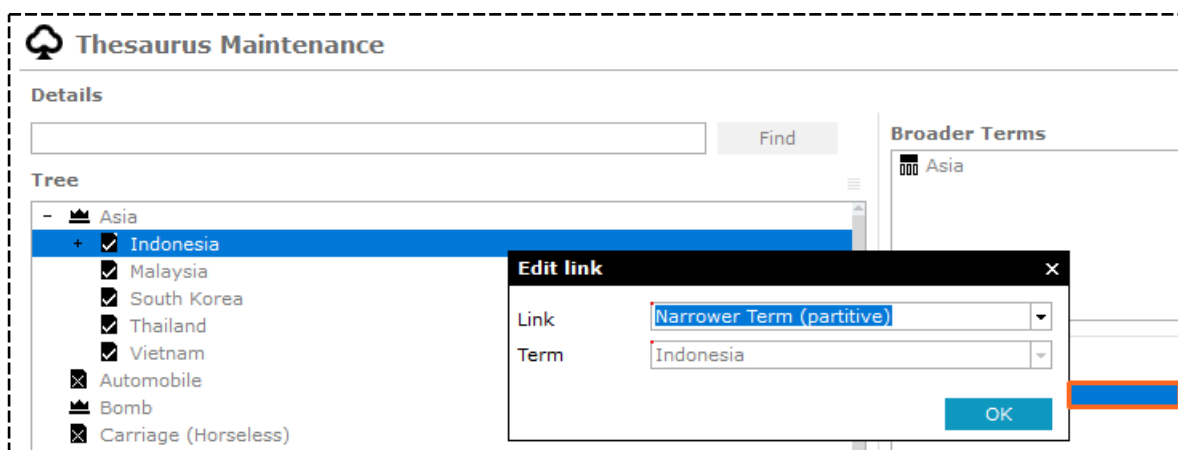 Thesaurus Maintenance
Details
Find
Broader Terms
Asia
Tree
- Asia
+ Indonesia
Malaysia
South Korea
Thailand
Vietnam
Automobile
Bomb
Carriage (Horseless)
Edit link
Link Narrower Term (partitive)
Term Indonesia
OK